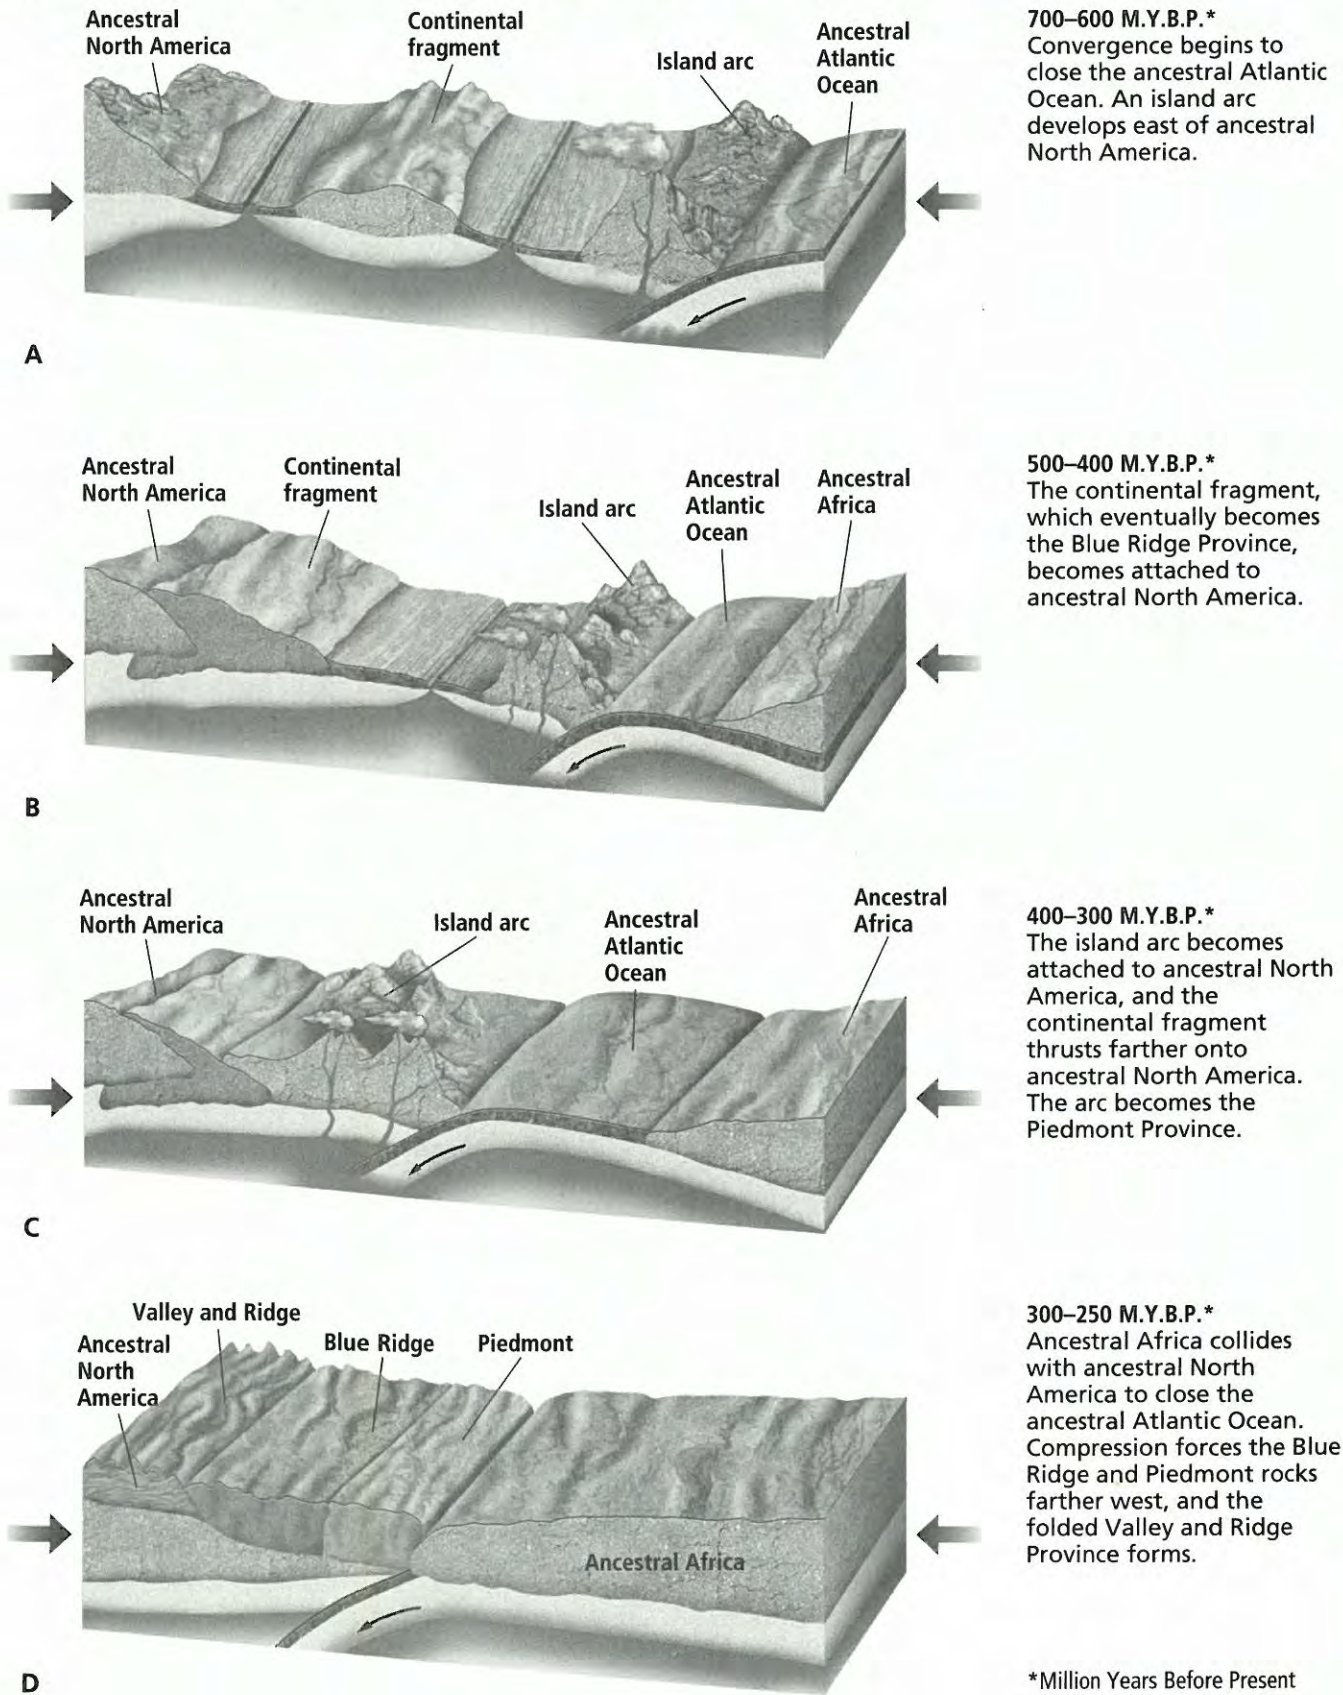 Ancestral
North America
Continental
fragment
Island arc
Ancestral
Atlantic
Ocean
700–600 M.Y.B.P.*
Convergence begins to
close the ancestral Atlantic
Ocean. An island arc
develops east of ancestral
North America.
A
Ancestral
North America
Continental
fragment
Island arc
Ancestral
Atlantic
Ocean
Ancestral
Africa
500–400 M.Y.B.P.*
The continental fragment,
which eventually becomes
the Blue Ridge Province,
becomes attached to
ancestral North America.
B
Ancestral
North America
Island arc
Ancestral
Atlantic
Ocean
Ancestral
Africa
400–300 M.Y.B.P.*
The island arc becomes
attached to ancestral North
America, and the
continental fragment
thrusts farther onto
ancestral North America.
The arc becomes the
Piedmont Province.
C
Valley and Ridge
Ancestral
North
America
Blue Ridge
Piedmont
Ancestral Africa
300–250 M.Y.B.P.*
Ancestral Africa collides
with ancestral North
America to close the
ancestral Atlantic Ocean.
Compression forces the Blue
Ridge and Piedmont rocks
farther west, and the
folded Valley and Ridge
Province forms.
D
*Million Years Before Present